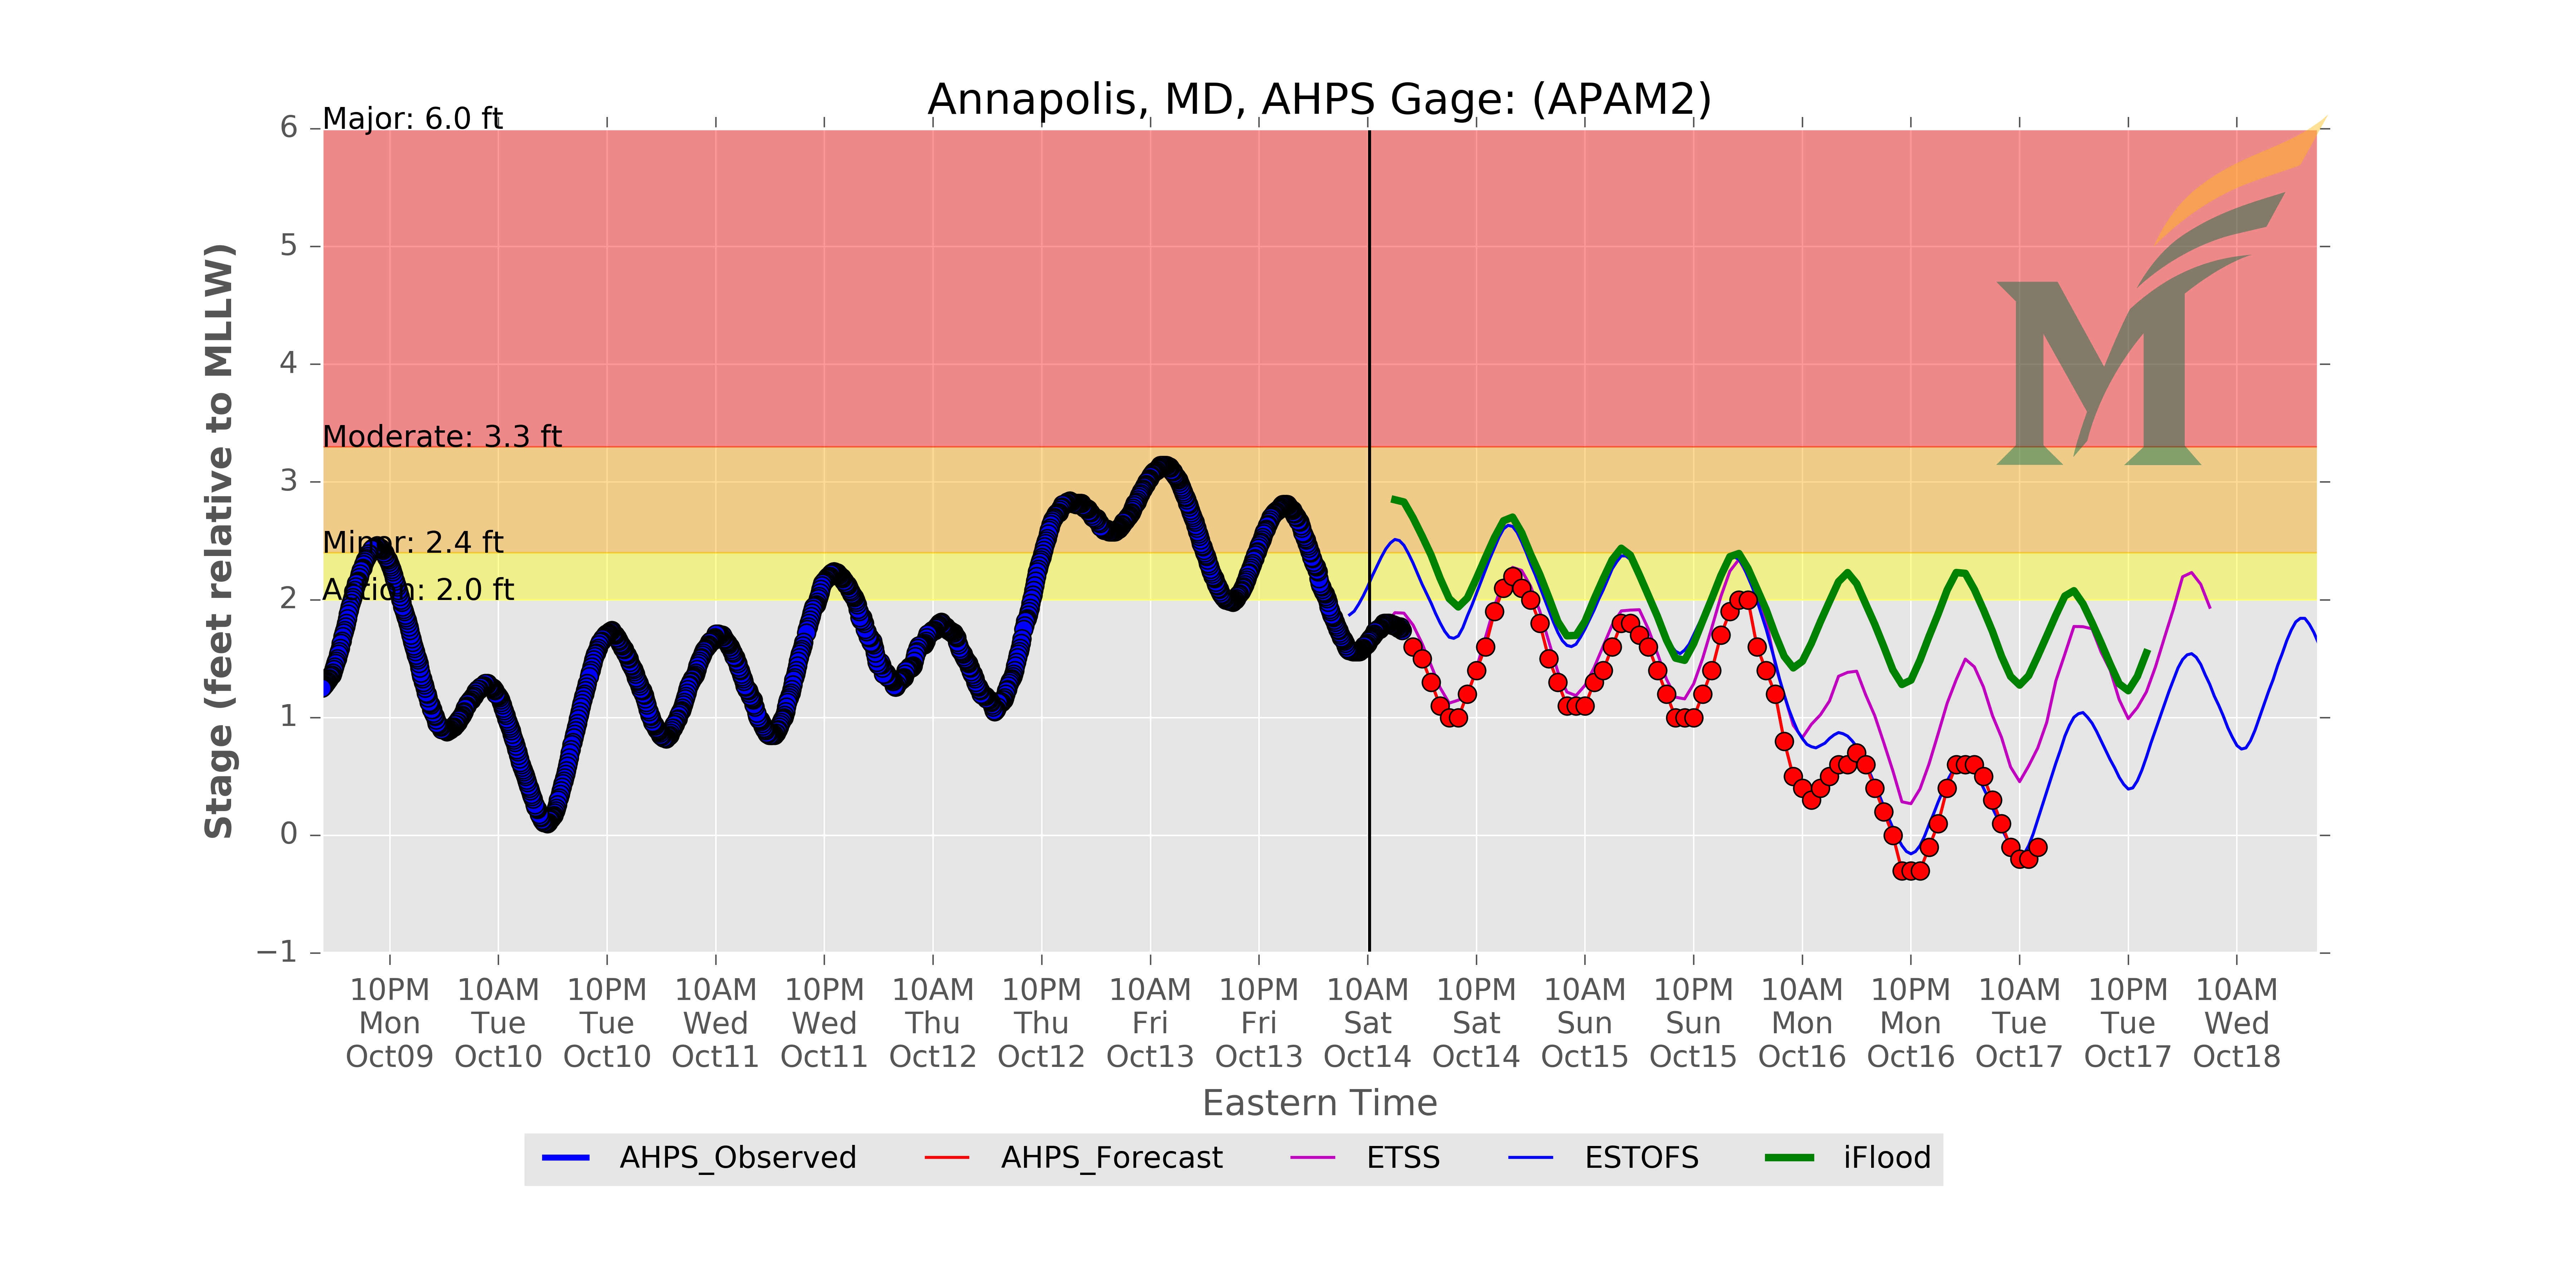 Annapolis, MD, AHPS Gage: (APAM2)
Major: 6.0 ft
Moderate: 3.3 ft
Minor: 2.4 ft
Action: 2.0 ft
Stage (feet relative to MLLW)
6
5
4
3
2
1
0
−1
10PM 10AM 10PM 10AM 10PM 10AM 10PM 10AM 10PM 10AM 10PM 10AM 10PM 10AM 10PM 10AM 10PM 10AM
Mon Tue Tue Wed Wed Thu Thu Fri Fri Sat Sat Sun Sun Mon Mon Tue Tue Wed
Oct09 Oct10 Oct10 Oct11 Oct11 Oct12 Oct12 Oct13 Oct13 Oct14 Oct14 Oct15 Oct15 Oct16 Oct16 Oct17 Oct17 Oct18
Eastern Time
AHPS_Observed AHPS_Forecast ETSS ESTOFS iFlood